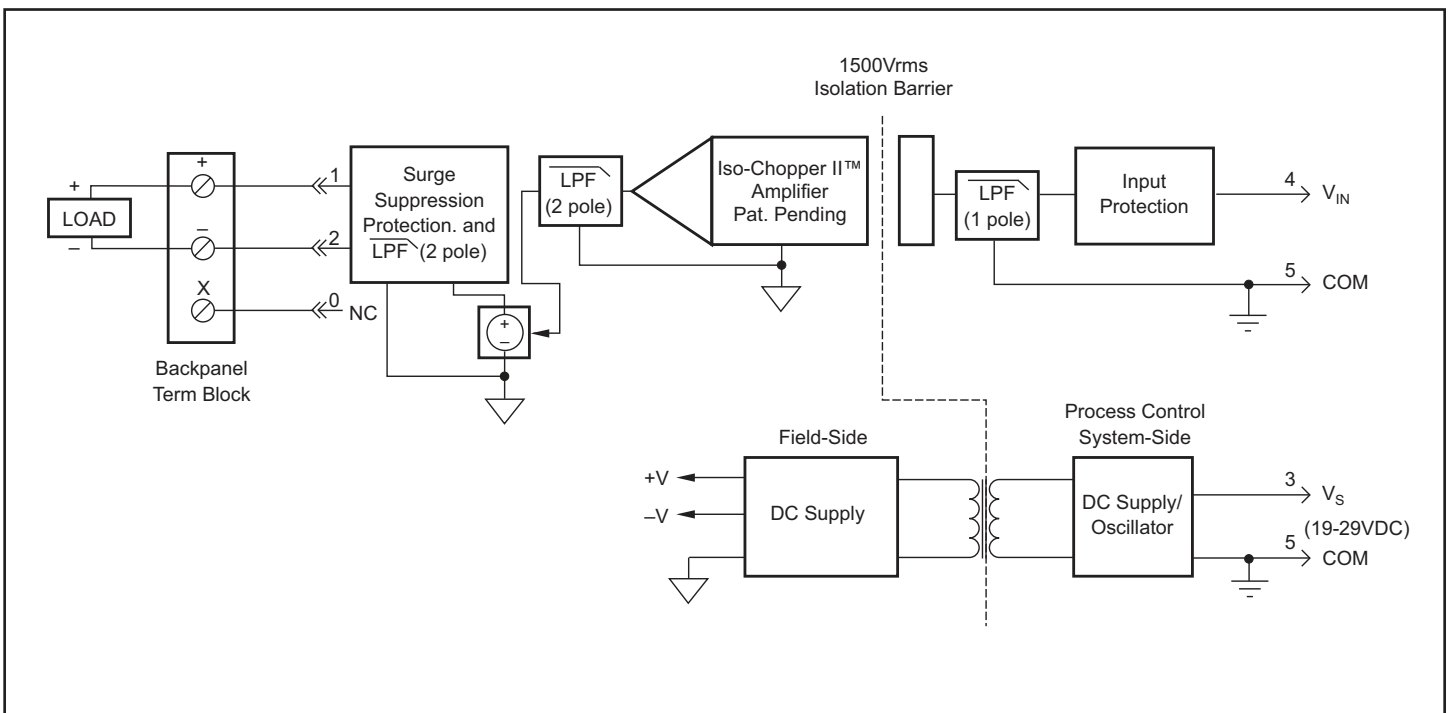 1500Vrms
Isolation Barrier
+
LOAD
–
+
–
X
Backpanel
Term Block
1
2
0
NC
Surge
Suppression
Protection. and
LPF (2 pole)
+
–
LPF
(2 pole)
Iso-Chopper II™
Amplifier
Pat. Pending
LPF
(1 pole)
Input
Protection
4
VIN
5
COM
Field-Side
+V
–V
DC Supply
Process Control
System-Side
DC Supply/
Oscillator
3
VS
(19-29VDC)
5
COM